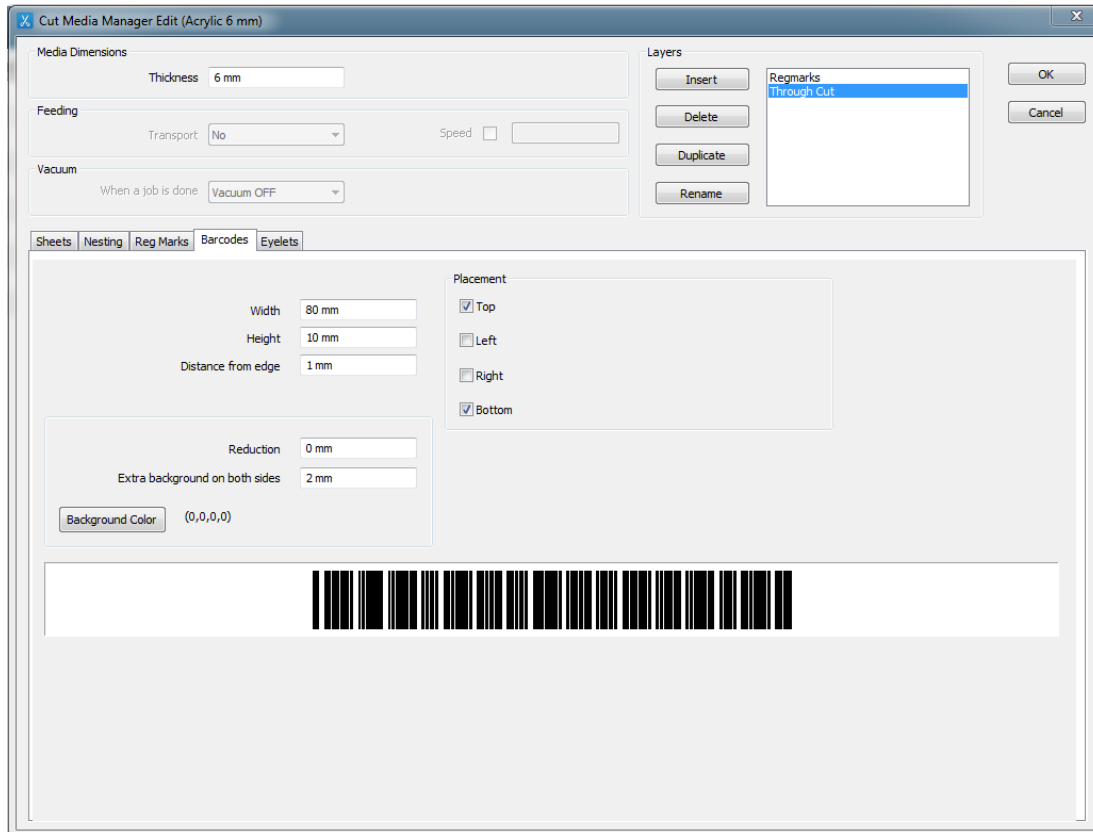 Cut Media Manager Edit (Acrylic 6 mm)
Media Dimensions
Thickness 6 mm
Feeding
Transport No Speed
Vacuum
When a job is done Vacuum OFF
Layers
Insert
Delete
Duplicate
Rename
Regmarks
Through Cut
OK
Cancel
Sheets Nesting Reg Marks Barcodes Eyelets
Width 80 mm
Height 10 mm
Distance from edge 1 mm
Placement
Top
Left
Right
Bottom
Reduction 0 mm
Extra background on both sides 2 mm
Background Color (0,0,0,0)